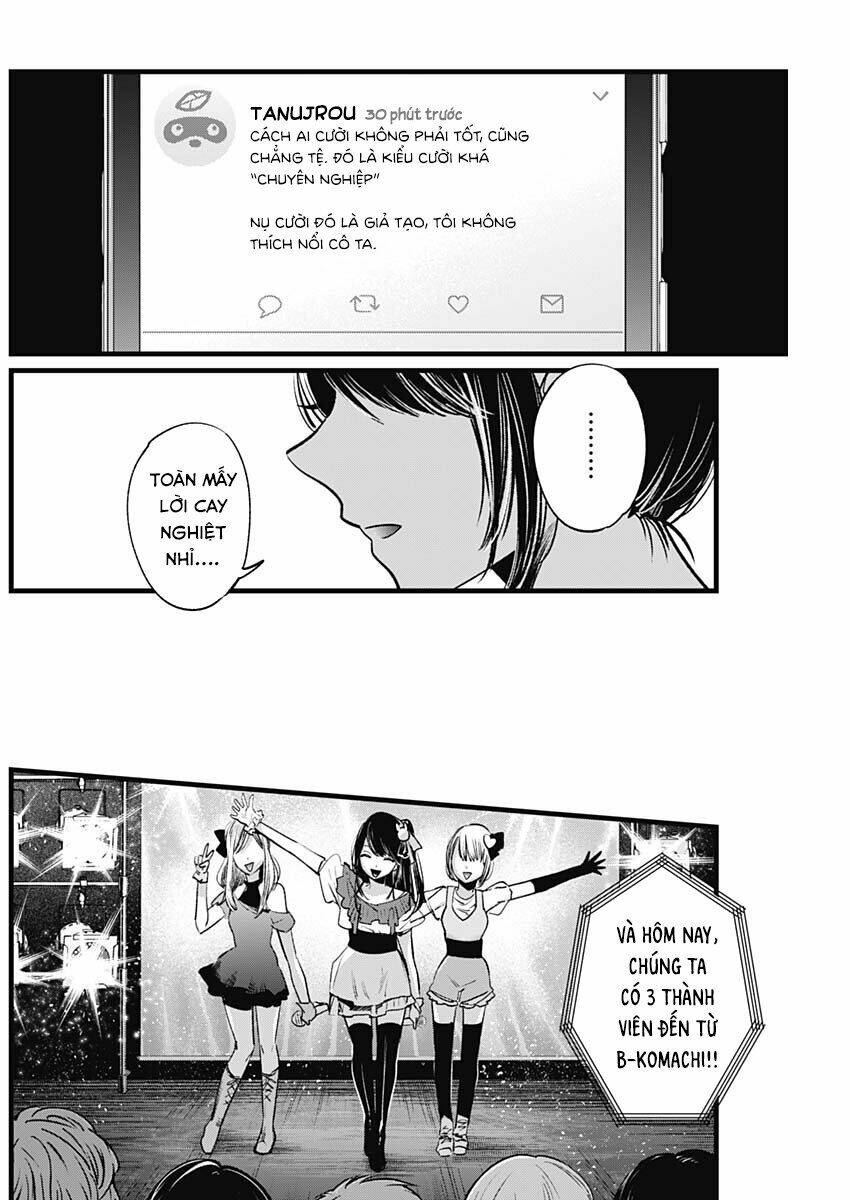 TANUJROU 30 phút trước
CÁCH AI CƯỜI KHÔNG PHẢI TỐT, CŨNG
CHẲNG TỆ. ĐÓ LÀ KIỂU CƯỜI KHÁ
“CHUYÊN NGHIỆP”
NỤ CƯỜI ĐÓ LÀ GIẢ TẠO, TÔI KHÔNG
THÍCH NỔI CÔ TA.
.........
TOÀN MẤY
LỜI CAY
NGHIỆT
NHỈ....
VÀ HÔM NAY,
CHÚNG TA
CÓ 3 THÀNH
VIÊN ĐẾN TỪ
B-KOMACHI!!